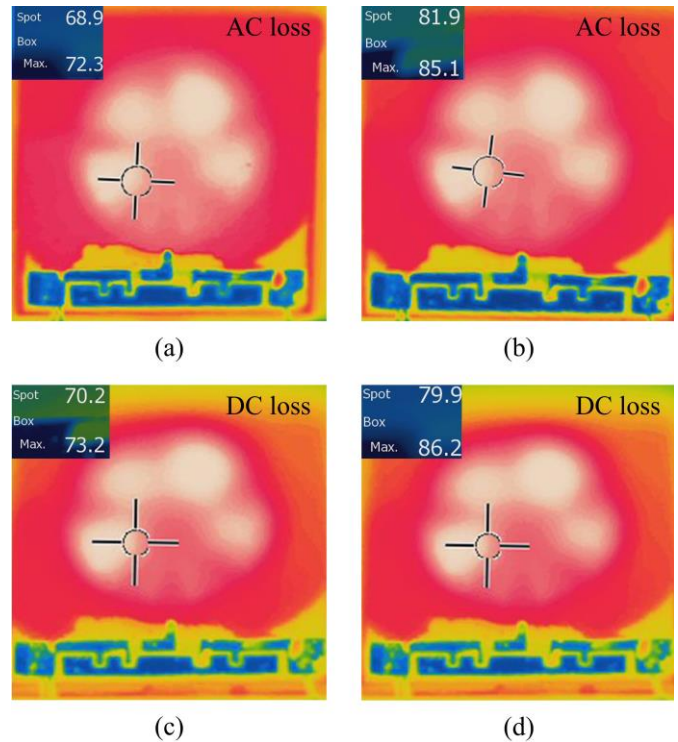 Spot 68.9 AC loss
Box
Max. 72.3
(a)
Spot 81.9 AC loss
Box
Max. 85.1
(b)
Spot 70.2 DC loss
Box
Max. 73.2
(c)
Spot 79.9 DC loss
Box
Max. 86.2
(d)